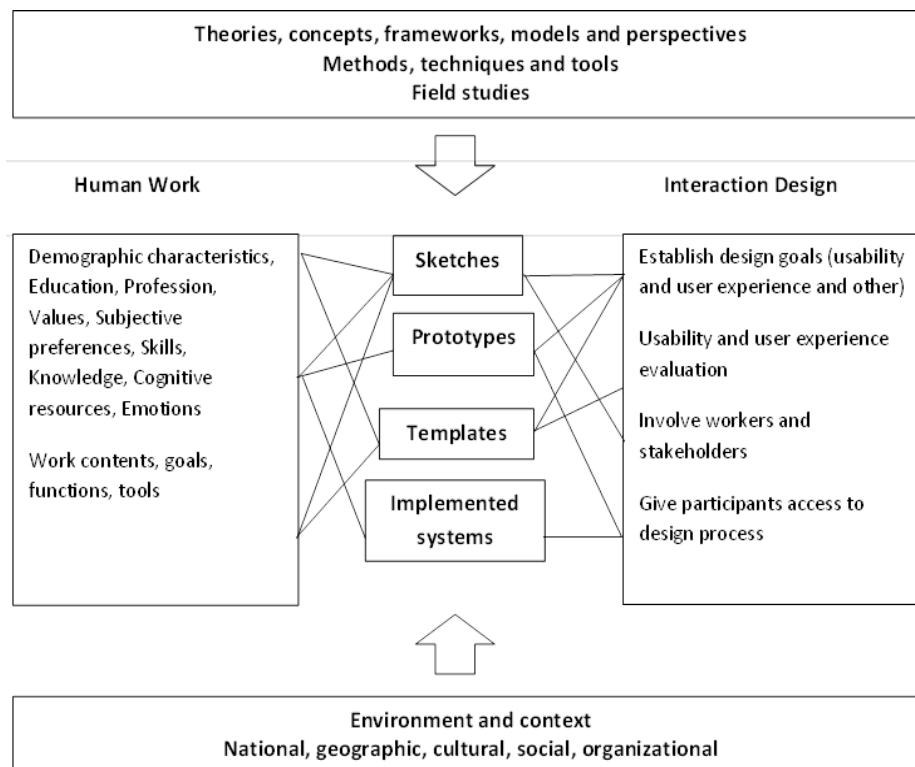 Theories, concepts, frameworks, models and perspectives
Methods, techniques and tools
Field studies
Human Work
Interaction Design
Demographic characteristics,
Education, Profession,
Values, Subjective
preferences, Skills,
Knowledge, Cognitive
resources, Emotions
Work contents, goals,
functions, tools
Sketches
Prototypes
Templates
Implemented
systems
Establish design goals (usability
and user experience and other)
Usability and user experience
evaluation
Involve workers and
stakeholders
Give participants access to
design process
Environment and context
National, geographic, cultural, social, organizational